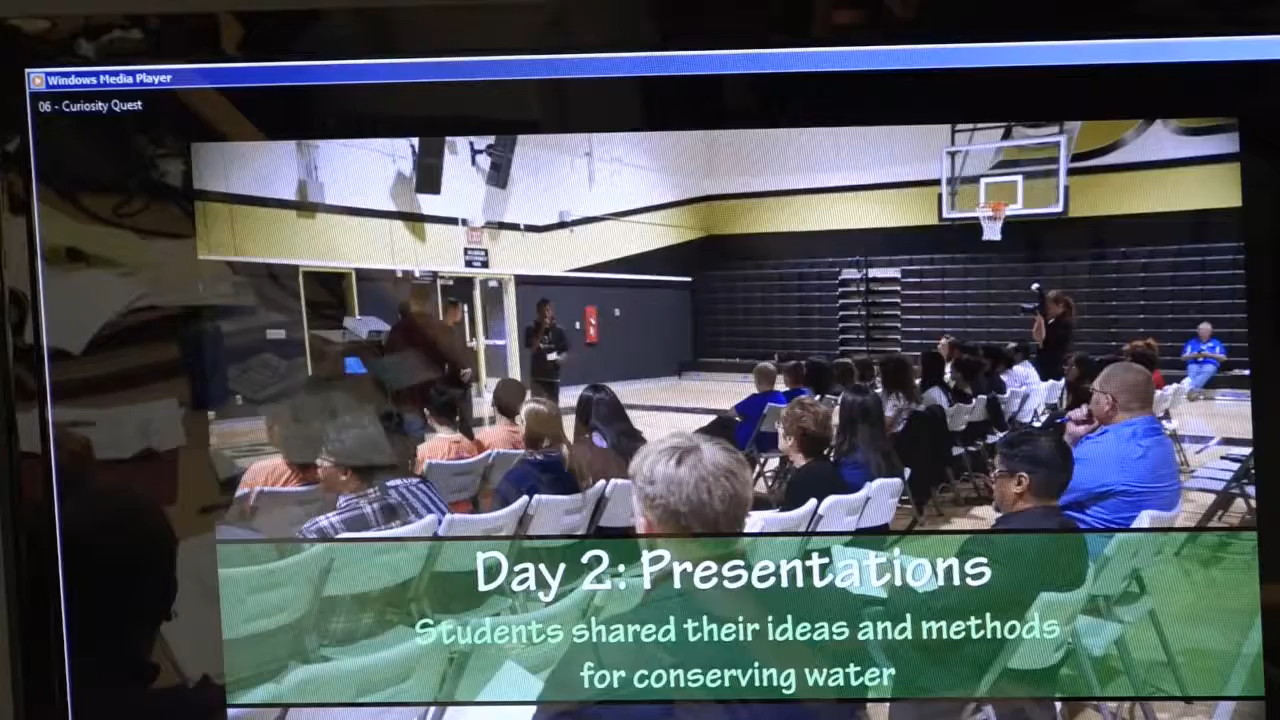 Windows Media Player
06 - Curiosity Quest
Day 2: Presentations
Students shared their ideas and methods
for conserving water